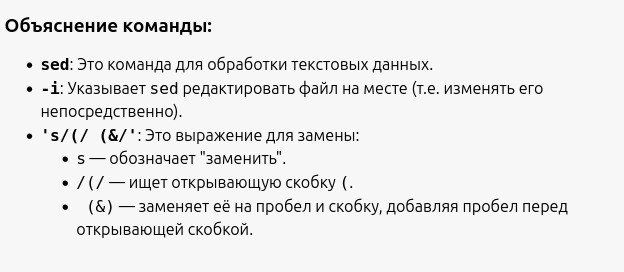 Объяснение команды:
• sed: Это команда для обработки текстовых данных.
• -i: Указывает sed редактировать файл на месте (т.е. изменять его
непосредственно).
• 's/(/ (&/': Это выражение для замены:
• s — обозначает "заменить".
• /(/ — ищет открывающую скобку (.
• (&) — заменяет её на пробел и скобку, добавляя пробел перед
открывающей скобкой.